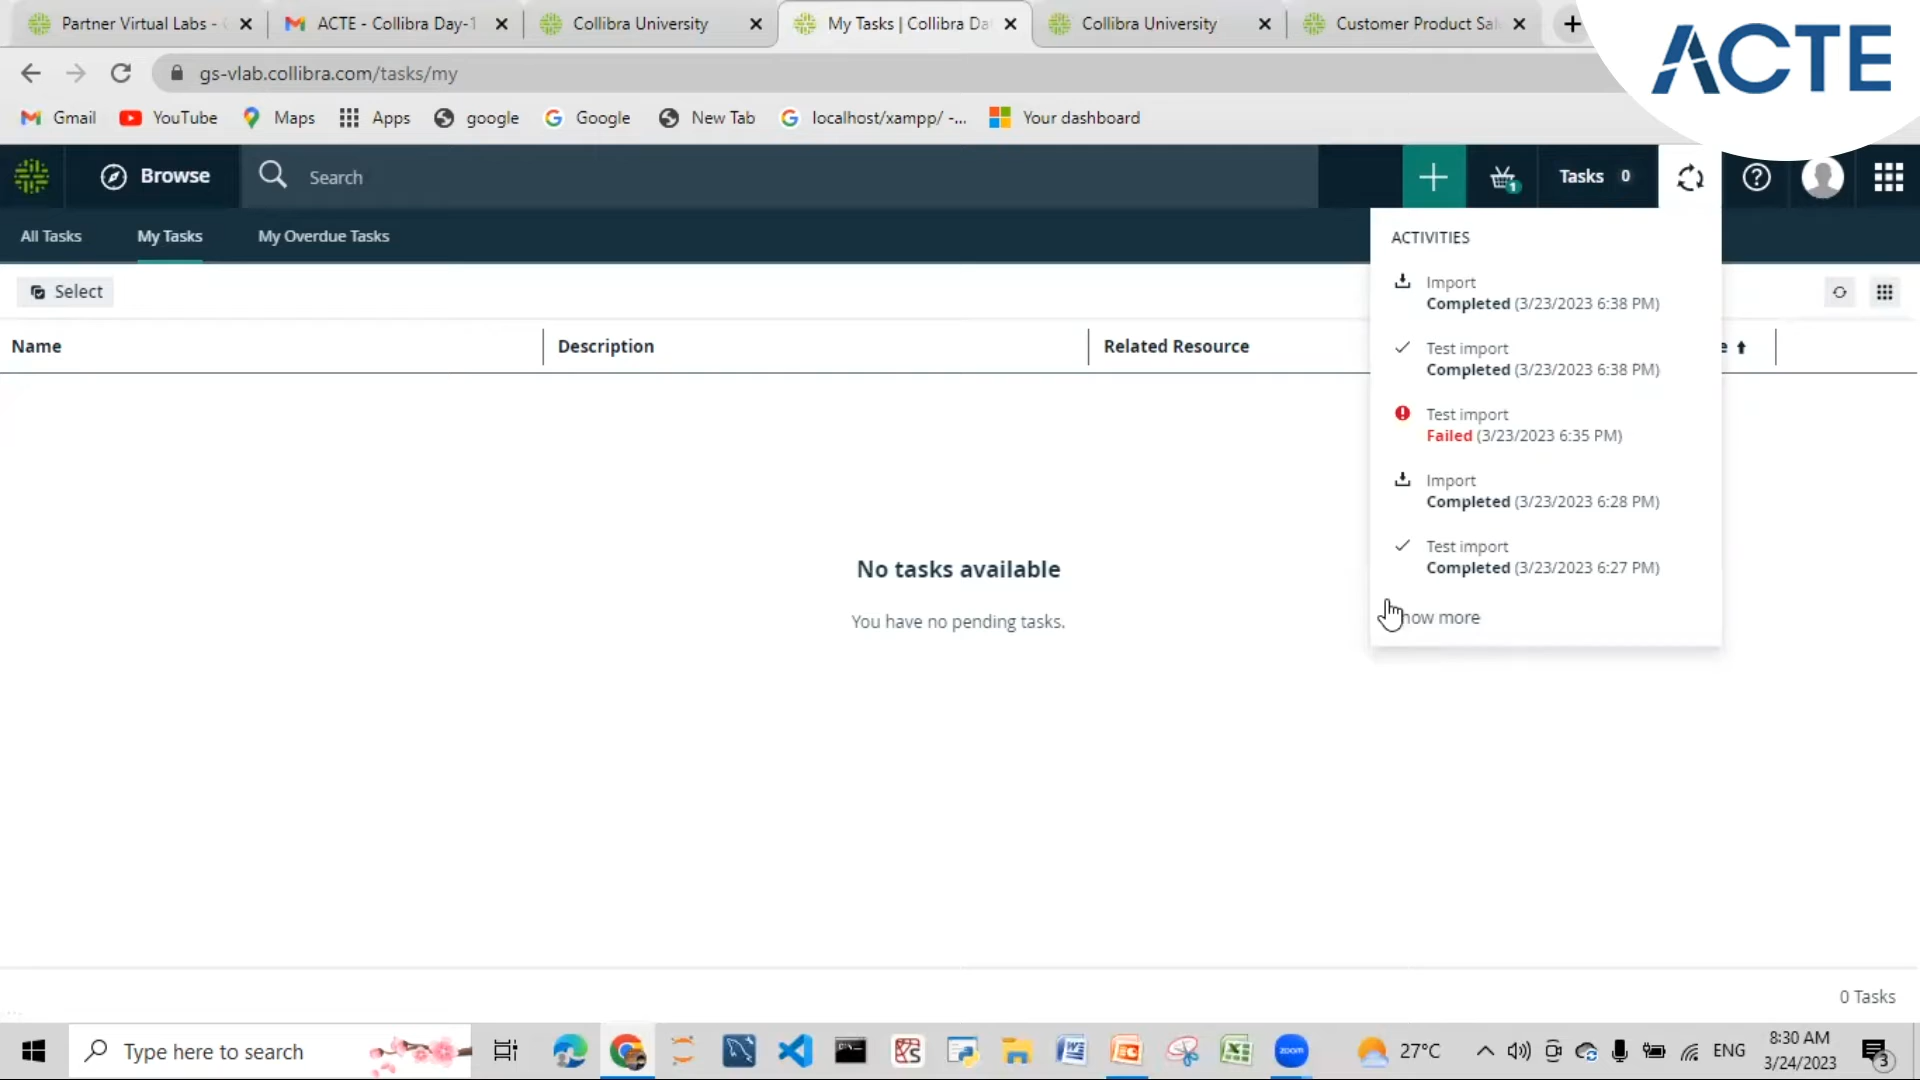 Partner Virtual Labs -
ACTE - Collibra Day-1
Collibra University
My Tasks | Collibra Da
Collibra University
Customer Product Sal
ACTE
gs-vlab.collibra.com/tasks/my
Gmail
YouTube
Maps
Apps
google
Google
New Tab
localhost/xampp/ -...
Your dashboard
Browse
Search
1
Tasks 0
All Tasks
My Tasks
My Overdue Tasks
ACTIVITIES
Select
Import
Completed (3/23/2023 6:38 PM)
Name
Description
Related Resource
e
Test import
Completed (3/23/2023 6:38 PM)
Test import
Failed (3/23/2023 6:35 PM)
Import
Completed (3/23/2023 6:28 PM)
Test import
Completed (3/23/2023 6:27 PM)
how more
No tasks available
You have no pending tasks.
0 Tasks
Type here to search
zoom
27°C
ENG
8:30 AM
3/24/2023
3